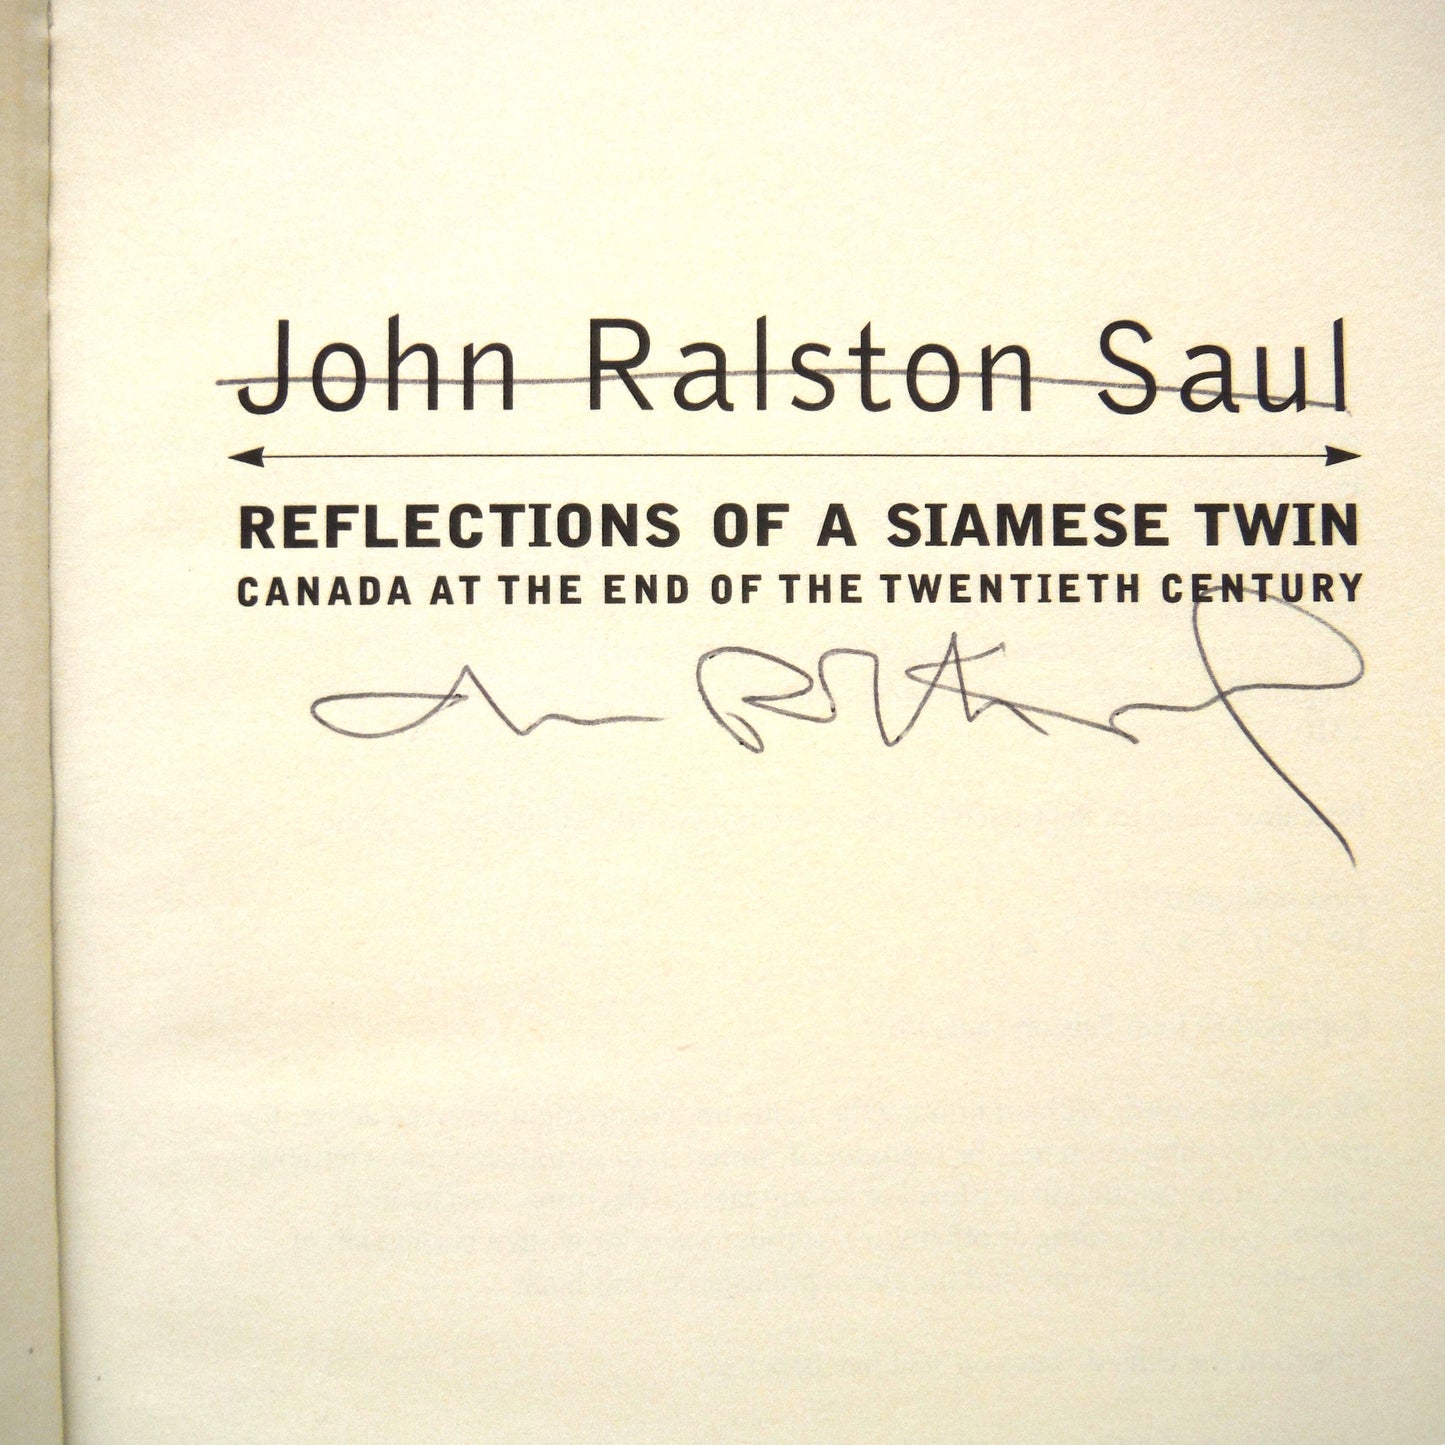 John Ralston Saul
REFLECTIONS OF A SIAMESE TWIN
CANADA AT THE END OF THE TWENTIETH CENTURY